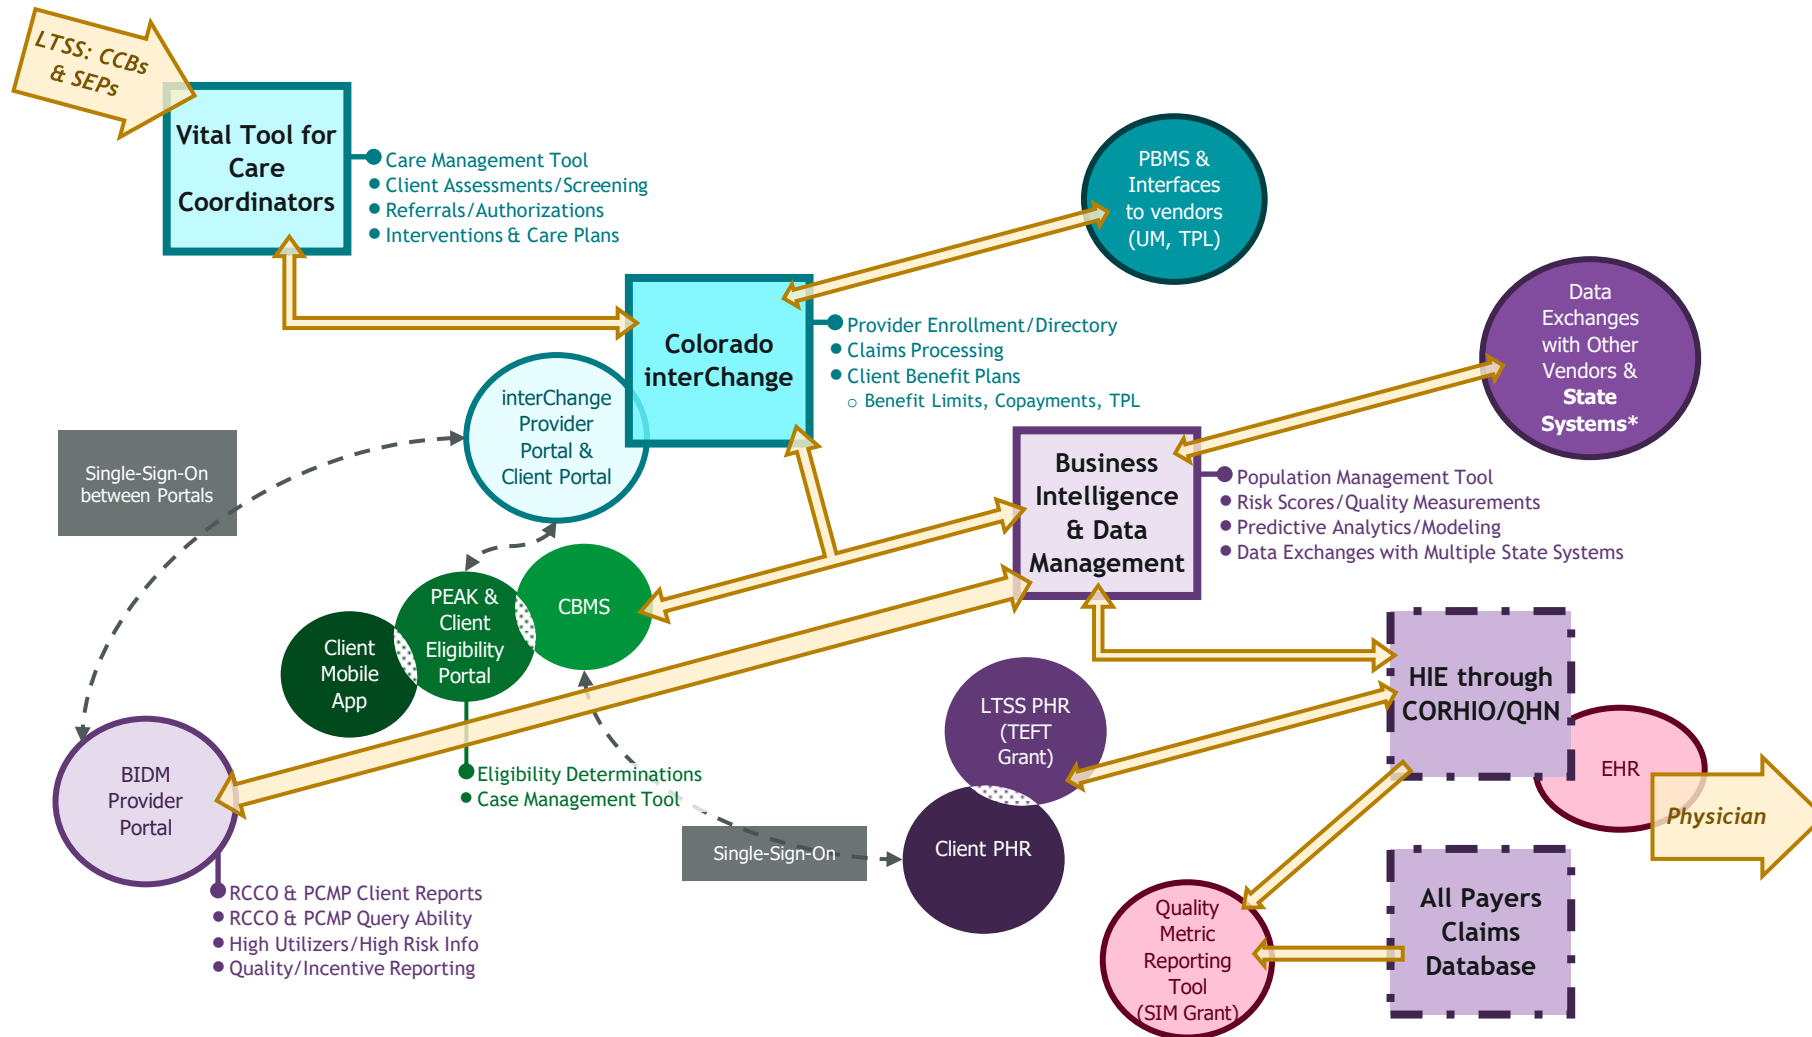 LTSS: CCBs
& SEPs
Vital Tool for
Care
Coordinators
Care Management Tool
Client Assessments/Screening
Referrals/Authorizations
Interventions & Care Plans
PBMS &
Interfaces
to vendors
(UM, TPL)
Colorado
interChange
Provider Enrollment/Directory
Claims Processing
Client Benefit Plans
Benefit Limits, Copayments, TPL
Data
Exchanges
with Other
Vendors &
State
Systems*
interChange
Provider
Portal &
Client Portal
Single-Sign-On
between Portals
Business
Intelligence
& Data
Management
Population Management Tool
Risk Scores/Quality Measurements
Predictive Analytics/Modeling
Data Exchanges with Multiple State Systems
Client
Mobile
App
PEAK &
Client
Eligibility
Portal
CBMS
Eligibility Determinations
Case Management Tool
BIDM
Provider
Portal
RCCO & PCMP Client Reports
RCCO & PCMP Query Ability
High Utilizers/High Risk Info
Quality/Incentive Reporting
Single-Sign-On
LTSS PHR
(TEFT
Grant)
Client PHR
HIE through
CORHIO/QHN
EHR
Physician
Quality
Metric
Reporting
Tool
(SIM Grant)
All Payers
Claims
Database